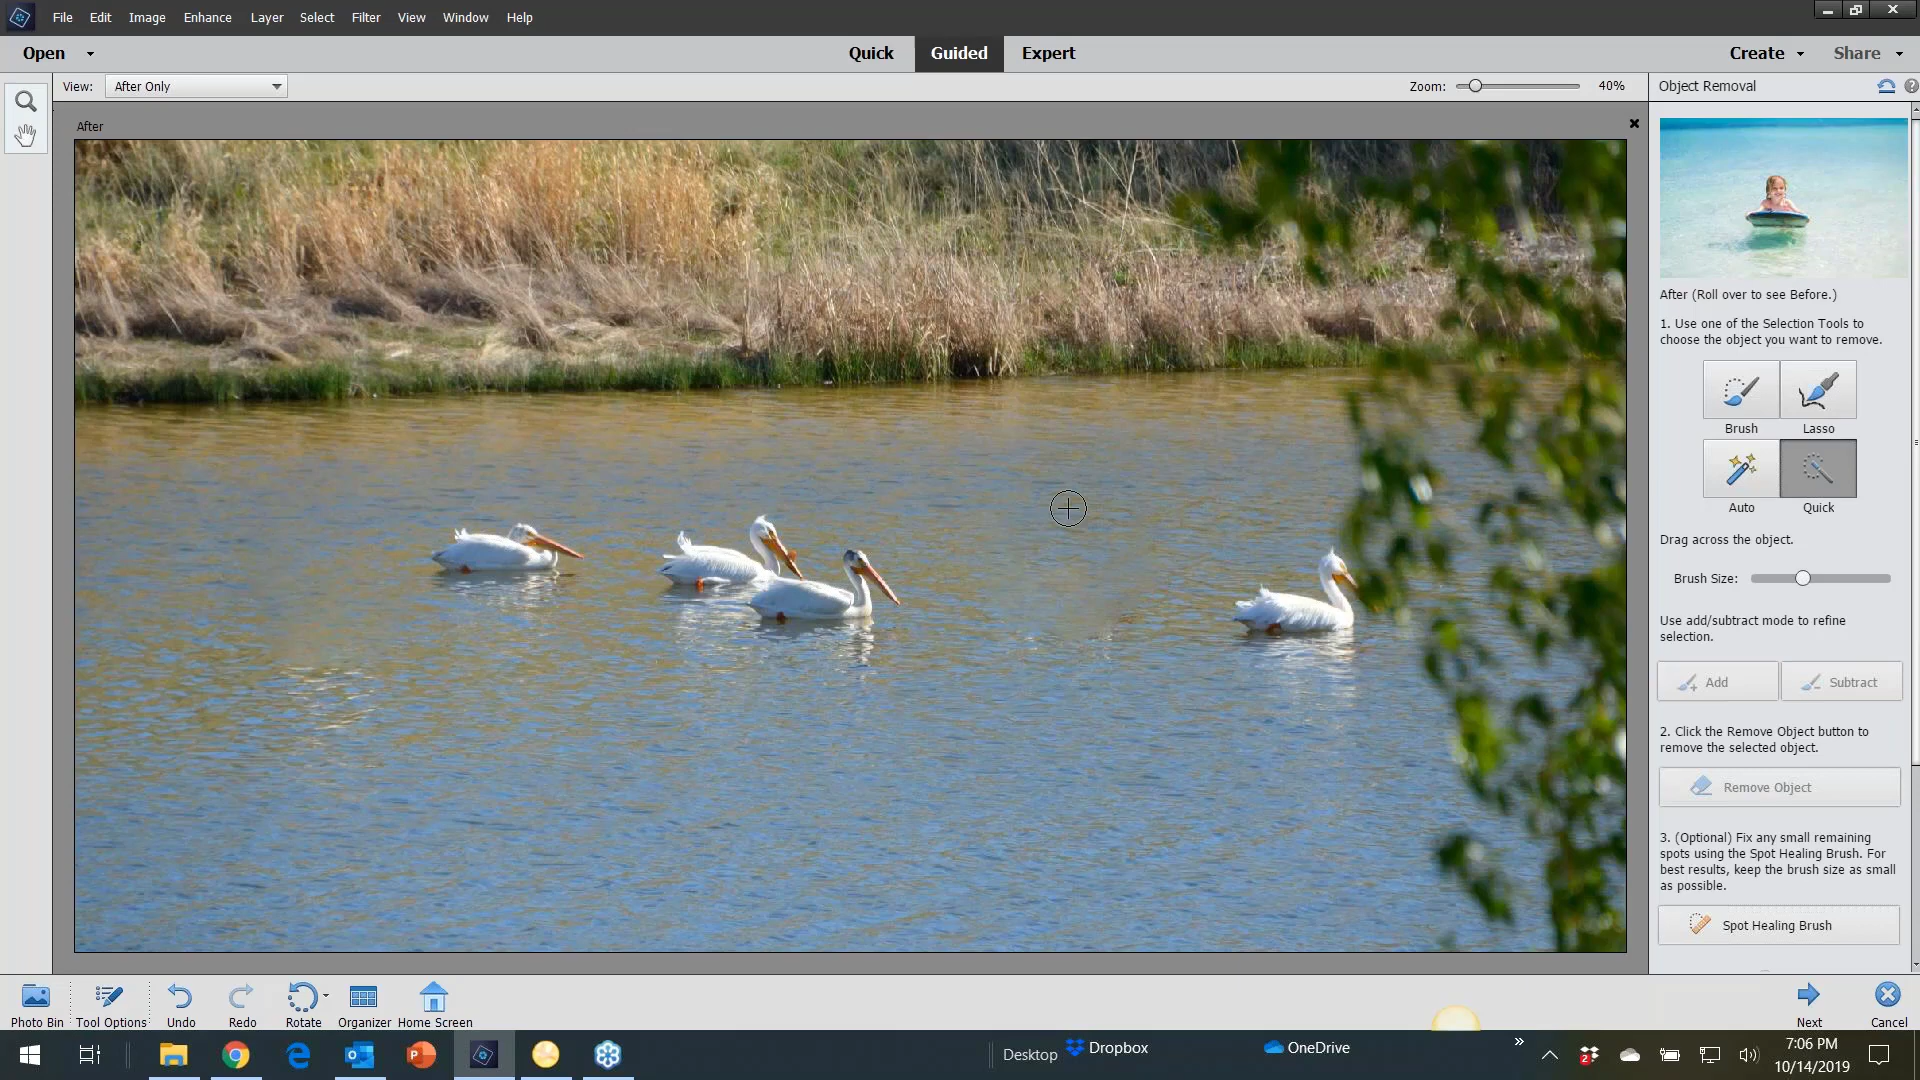 File Edit Image Enhance Layer Select Filter View Window Help
Open Quick Guided Expert Create Share
View: After Only Zoom: 40% Object Removal
After
After (Roll over to see Before.)
1. Use one of the Selection Tools to
choose the object you want to remove.
Brush Lasso
Auto Quick
Drag across the object.
Brush Size:
Use add/subtract mode to refine
selection.
Add Subtract
2. Click the Remove Object button to
remove the selected object.
Remove Object
3. (Optional) Fix any small remaining
spots using the Spot Healing Brush. For
best results, keep the brush size as small
as possible.
Spot Healing Brush
Photo Bin Tool Options Undo Redo Rotate Organizer Home Screen Next Cancel
Desktop Dropbox OneDrive » 2 7:06 PM
10/14/2019